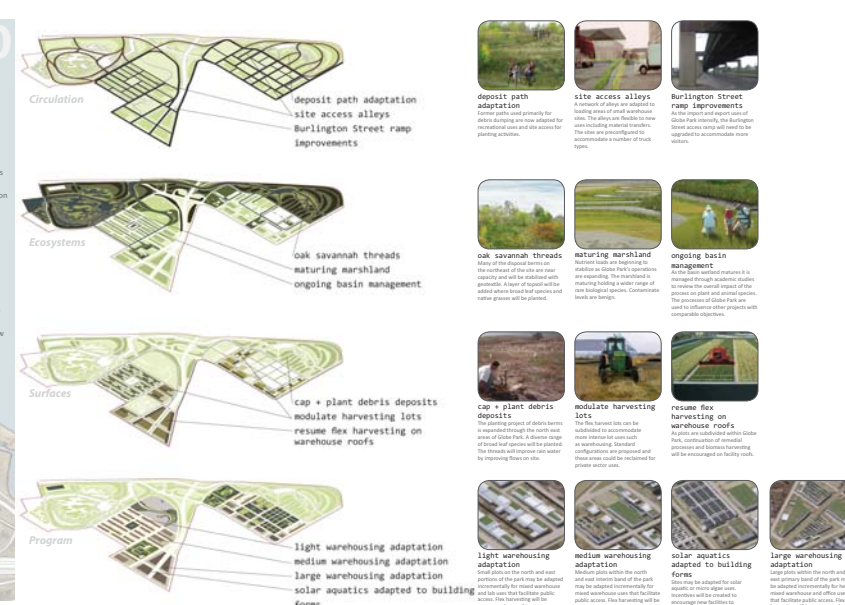 0
s
on
w
Circulation
deposit path adaptation
site access alleys
Burlington Street ramp
improvements
Ecosystems
oak savannah threads
maturing marshland
ongoing basin management
Surfaces
cap + plant debris deposits
modulate harvesting lots
resume flex harvesting on
warehouse roofs
Program
light warehousing adaptation
medium warehousing adaptation
large warehousing adaptation
solar aquatics adapted to building
forms
deposit path
adaptation
Former paths used primarily for
debris dumping are now adapted for
recreational uses and site access for
planting activities.
site access alleys
A network of alleys are adapted to
loading areas of small warehouse
sites. The alleys are flexible to new
uses including material transfers.
The sites are preconfigured to
accommodate a number of truck
types.
Burlington Street
ramp improvements
As the import and export uses of
Globe Park intensify, the Burlington
Street access ramp will need to be
upgraded to accommodate more
visitors.
oak savannah threads
Many of the disposal berms on
the northeast of the site are near
capacity and will be stabilized with
geotextile. A layer of topsoil will be
added where broad leaf species and
native grasses will be planted.
maturing marshland
Nutrient loads are beginning to
stabilize as Globe Park's operations
are expanding. The marshland is
maturing holding a wider range of
rare biological species. Contaminate
levels are benign.
ongoing basin
management
As the basin wetland matures it is
managed through academic studies
to review the overall impact of the
process on plant and animal species.
The processes of Globe Park are
used to influence other projects with
comparable objectives.
cap + plant debris
deposits
The planting project of debris berms
is expanded through the north east
areas of Globe Park. A diverse range
of broad leaf species are planted.
The threads will improve rain water
by improving flows on site.
modulate harvesting
lots
The flex harvest lots can be
subdivided to accommodate
more intense lot uses such
as warehousing. Standard
configurations are proposed and
these areas could be reclaimed for
private sector uses.
resume flex
harvesting on
warehouse roofs
As plots are subdivided within Globe
Park, continuation of remedial
processes and biomass harvesting
will be encouraged on facility roofs.
light warehousing
adaptation
Small plots on the north and east
portions of the park may be adapted
incrementally for mixed warehouse
and lab uses that facilitate public
access. Flex harvesting will be
medium warehousing
adaptation
Medium plots within the north
and east interim band of the park
may be adapted incrementally for
mixed warehouse uses that facilitate
public access. Flex harvesting will be
solar aquatics
adapted to building
forms
Sites may be adapted for solar
aquatic or micro algae uses.
Incentives will be created to
encourage new facilities to
large warehousing
adaptation
Large plots within the north and
east primary band of the park may
be adapted incrementally for
mixed warehouse and office uses
that facilitate public access. Flex